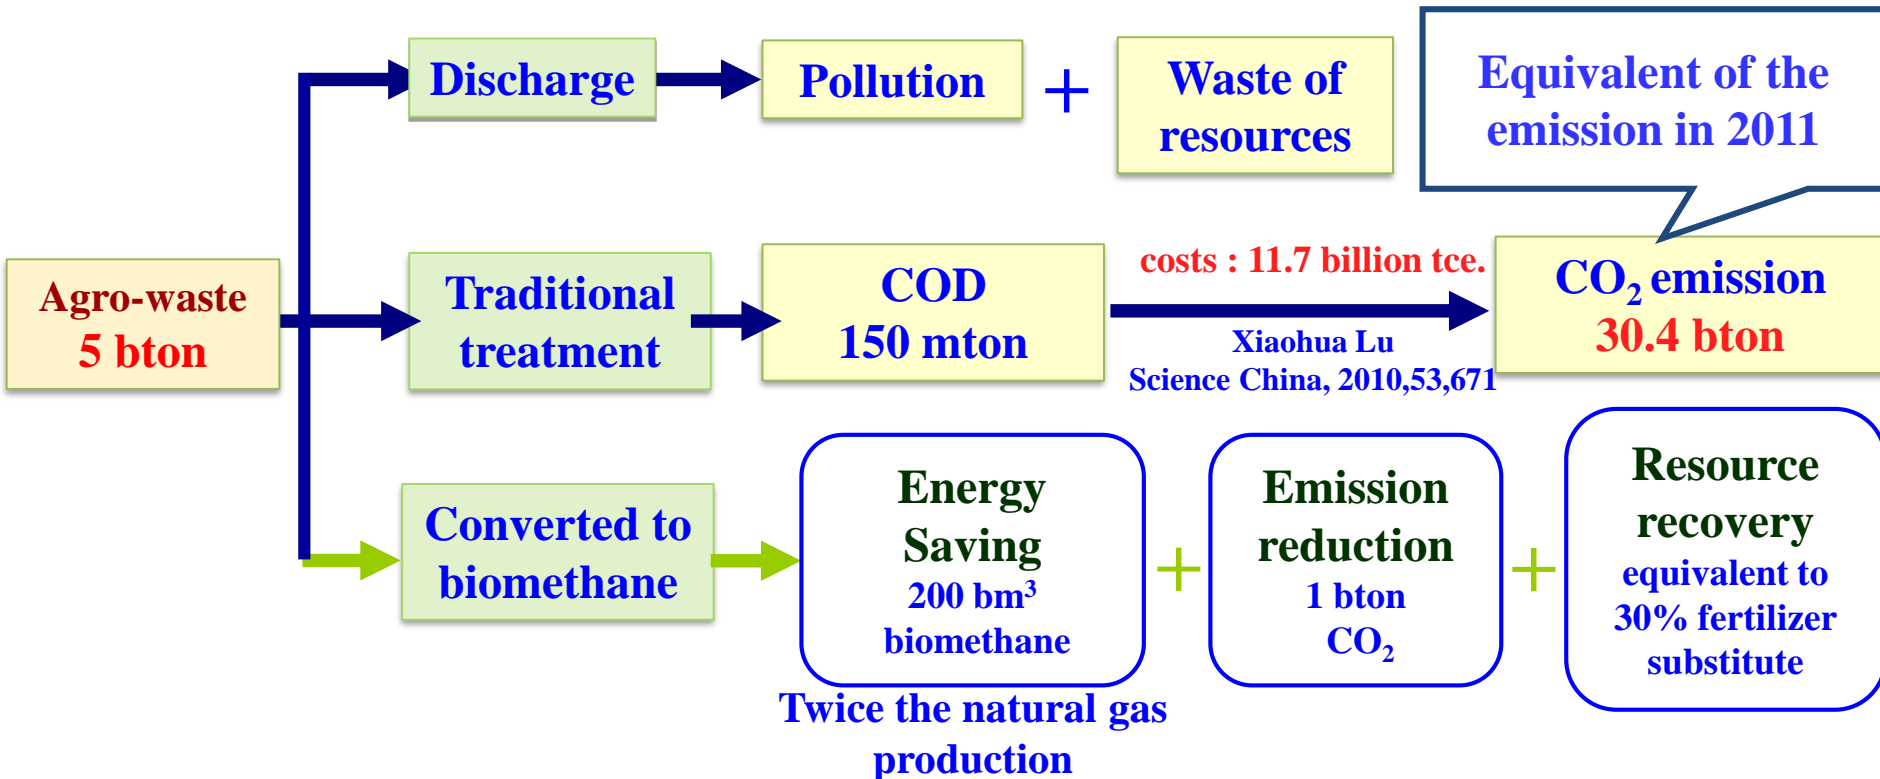 Discharge
Pollution
+
Waste of
resources
Equivalent of the
emission in 2011
Agro-waste
5 bton
Traditional
treatment
COD
150 mton
costs : 11.7 billion tce.
Xiaohua Lu
Science China, 2010,53,671
CO₂ emission
30.4 bton
Converted to
biomethane
Energy
Saving
200 bm³
biomethane
Twice the natural gas
production
+
Emission
reduction
1 bton
CO₂
+
Resource
recovery
equivalent to
30% fertilizer
substitute